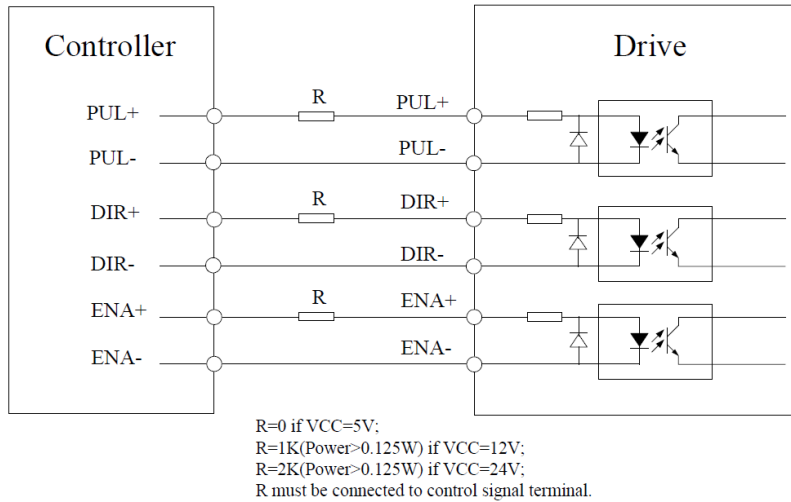 Controller
Drive
PUL+ R PUL+
PUL- PUL-
DIR+ R DIR+
DIR- DIR-
ENA+ R ENA+
ENA- ENA-
R=0 if VCC=5V;
R=1K(Power>0.125W) if VCC=12V;
R=2K(Power>0.125W) if VCC=24V;
R must be connected to control signal terminal.